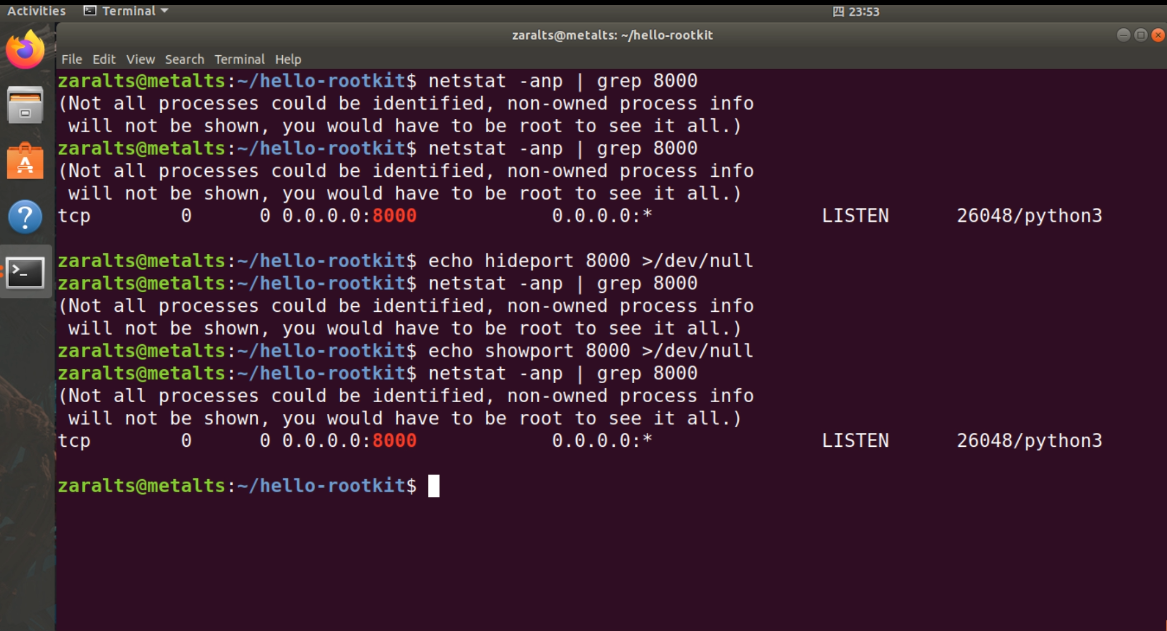 Activities Terminal 四 23:53
zaralts@metalts: ~/hello-rootkit
File Edit View Search Terminal Help
zaralts@metalts:~/hello-rootkit$ netstat -anp | grep 8000
(Not all processes could be identified, non-owned process info
 will not be shown, you would have to be root to see it all.)
zaralts@metalts:~/hello-rootkit$ netstat -anp | grep 8000
(Not all processes could be identified, non-owned process info
 will not be shown, you would have to be root to see it all.)
tcp 0 0 0.0.0.0:8000 0.0.0.0:* LISTEN 26048/python3
zaralts@metalts:~/hello-rootkit$ echo hideport 8000 >/dev/null
zaralts@metalts:~/hello-rootkit$ netstat -anp | grep 8000
(Not all processes could be identified, non-owned process info
 will not be shown, you would have to be root to see it all.)
zaralts@metalts:~/hello-rootkit$ echo showport 8000 >/dev/null
zaralts@metalts:~/hello-rootkit$ netstat -anp | grep 8000
(Not all processes could be identified, non-owned process info
 will not be shown, you would have to be root to see it all.)
tcp 0 0 0.0.0.0:8000 0.0.0.0:* LISTEN 26048/python3
zaralts@metalts:~/hello-rootkit$